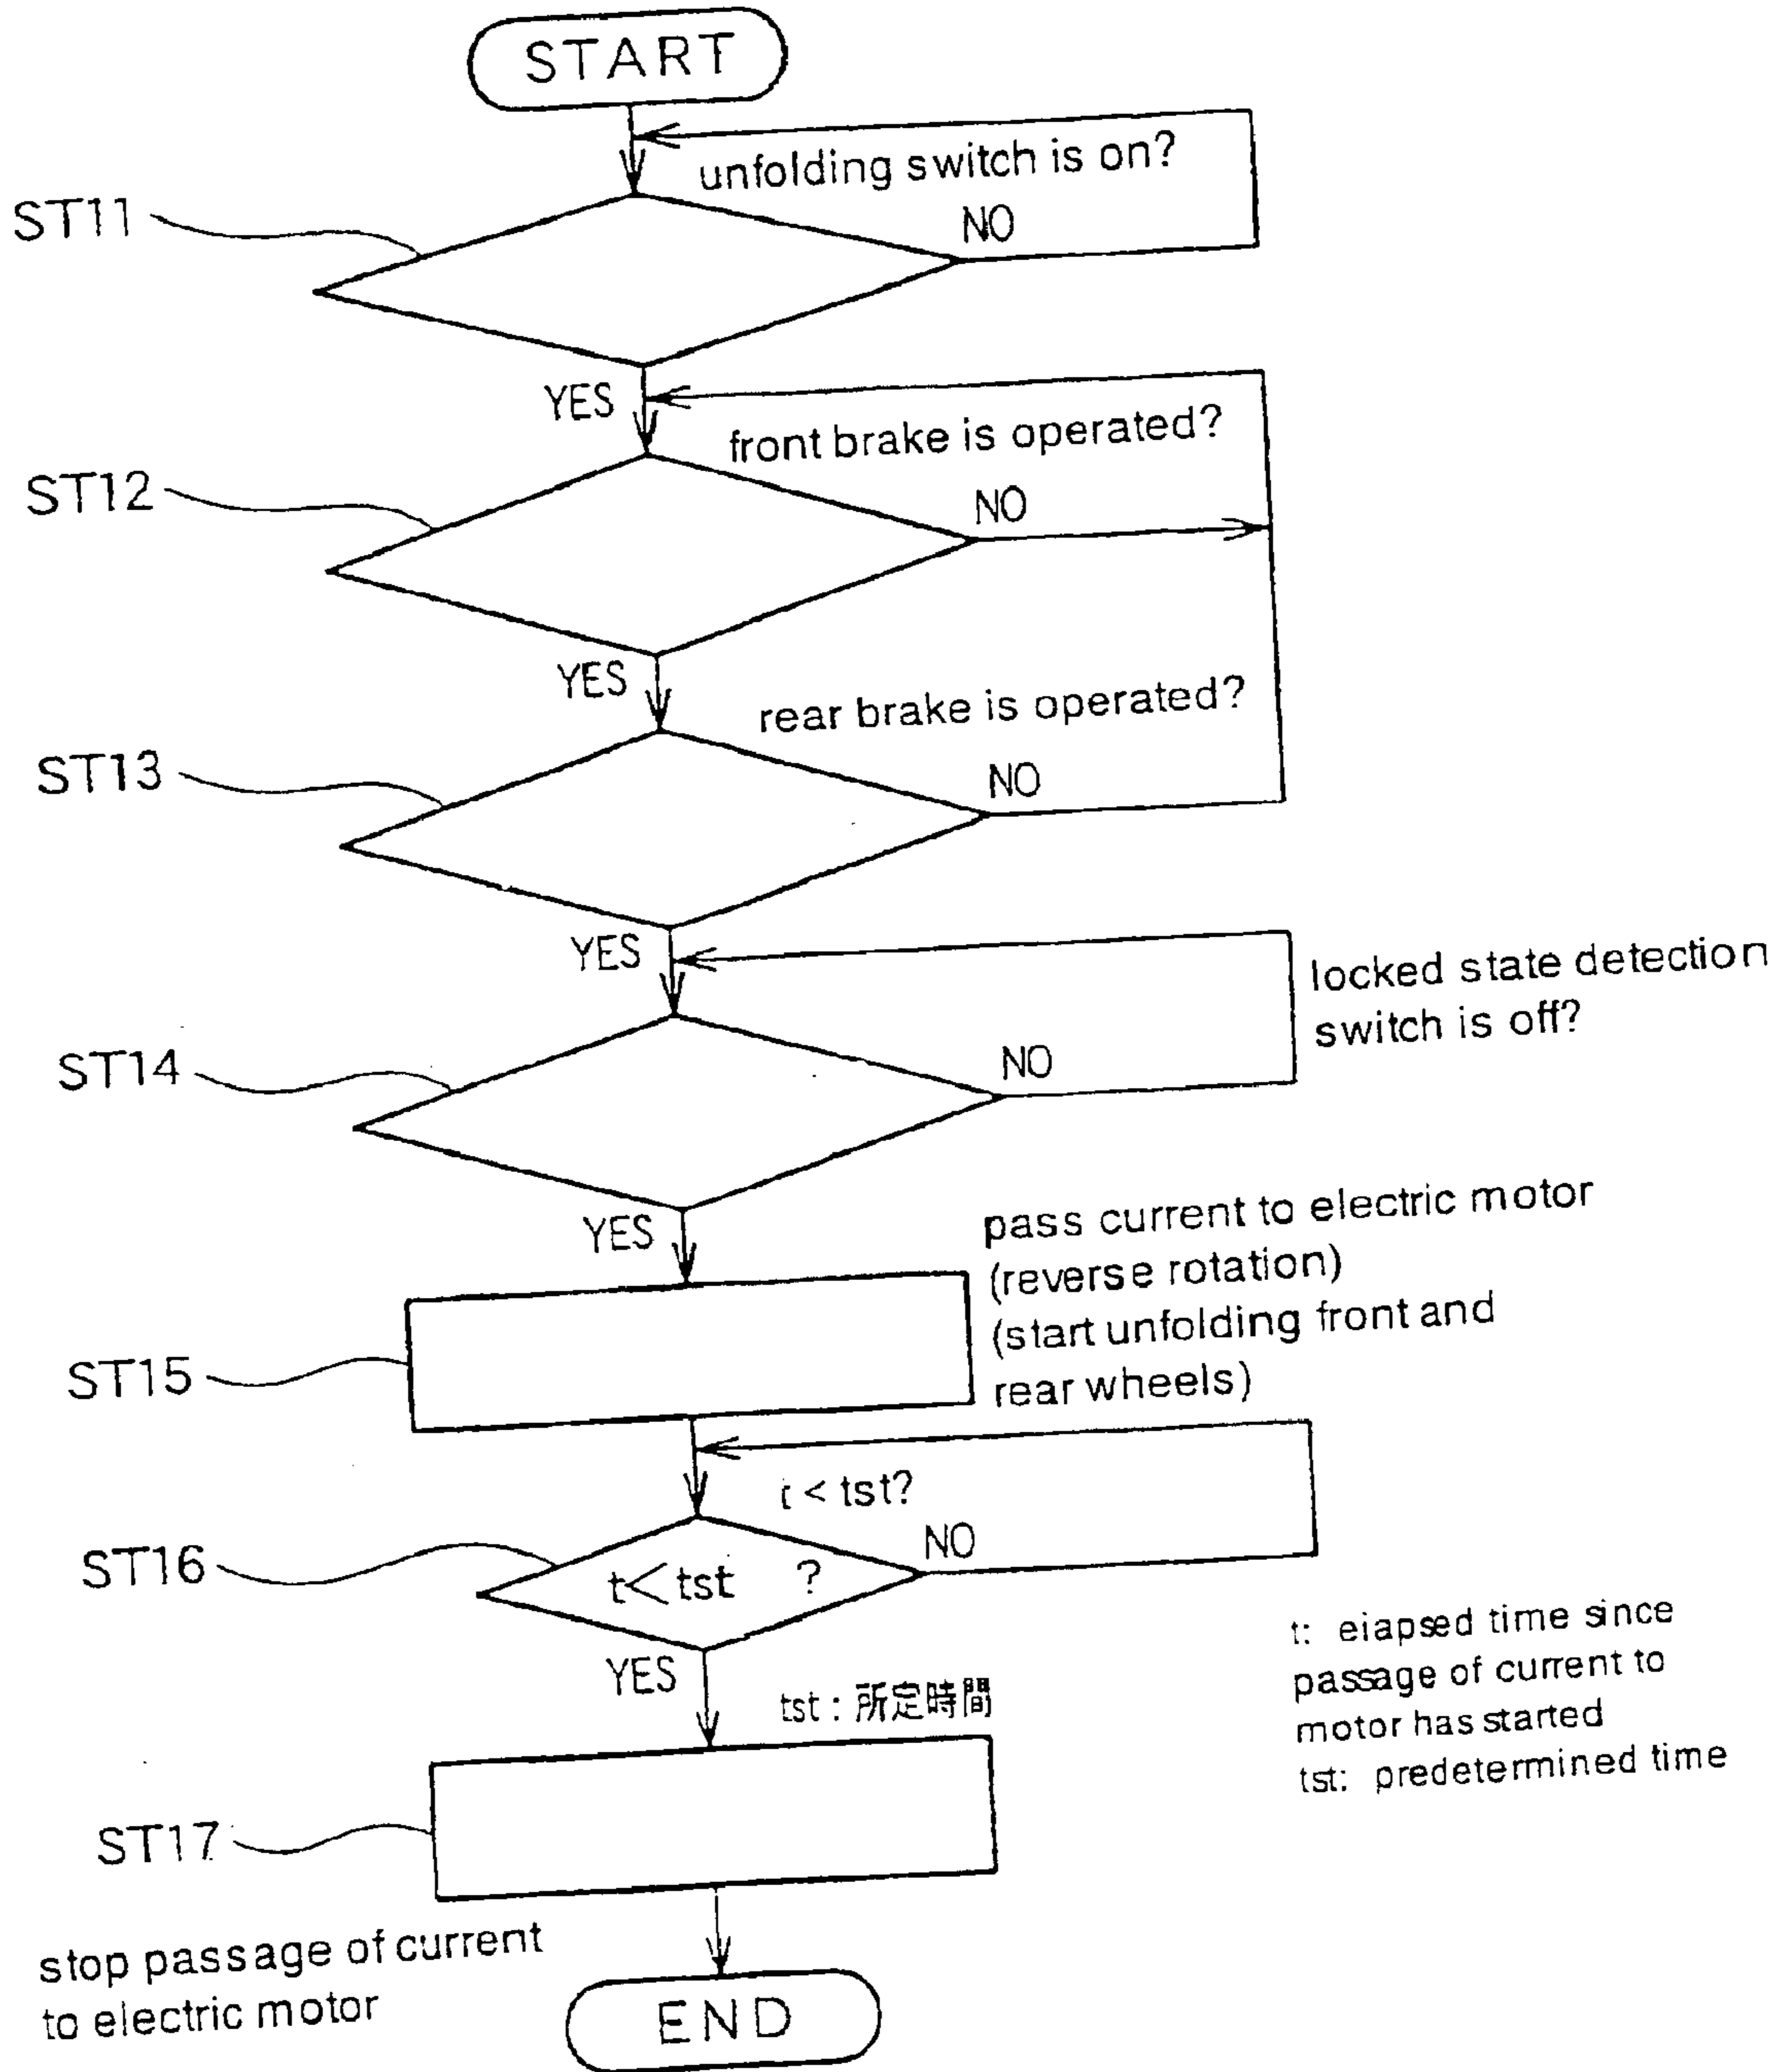 START
unfolding switch is on?
ST11
NO
YES
front brake is operated?
ST12
NO
YES
rear brake is operated?
ST13
NO
YES
locked state detection
switch is off?
ST14
NO
YES
pass current to electric motor
(reverse rotation)
(start unfolding front and
rear wheels)
ST15
t < tst?
ST16
t<tst ?
NO
YES
t: eiapsed time since
passage of current to
motor has started
tst: predetermined time
tst : 所定時間
ST17
stop passage of current
to electric motor
END